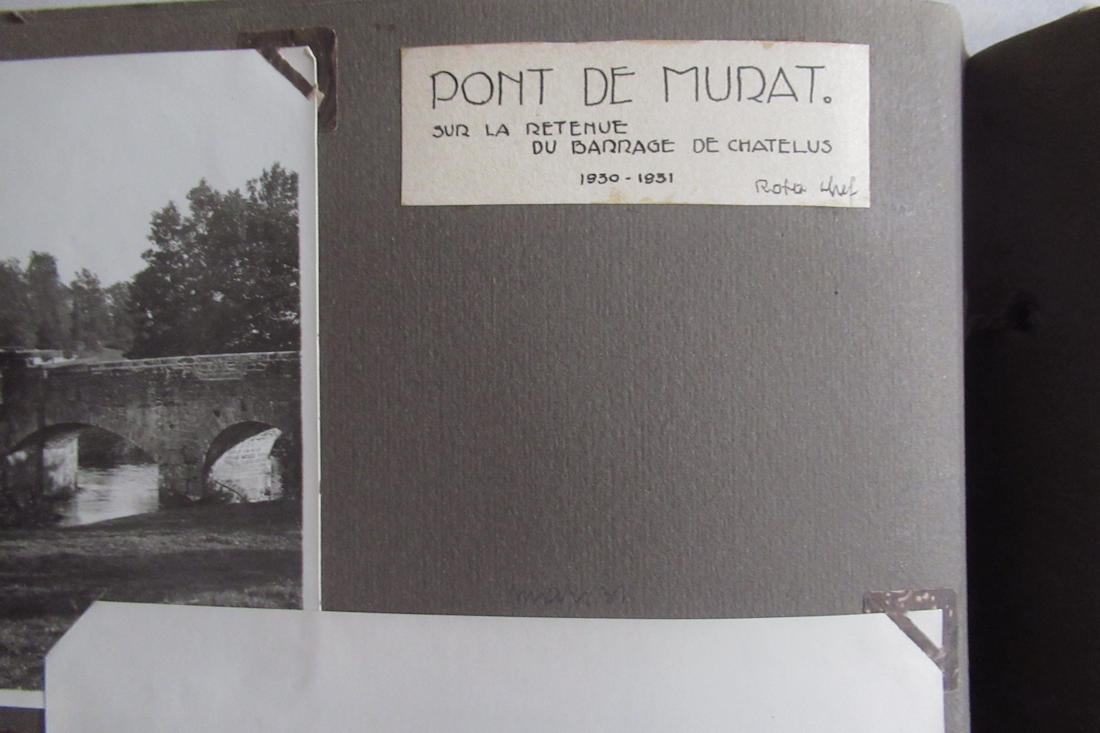 PONT DE MURAT.
SUR LA RETENUE
DU BARRAGE DE CHATELUS
1930 - 1931